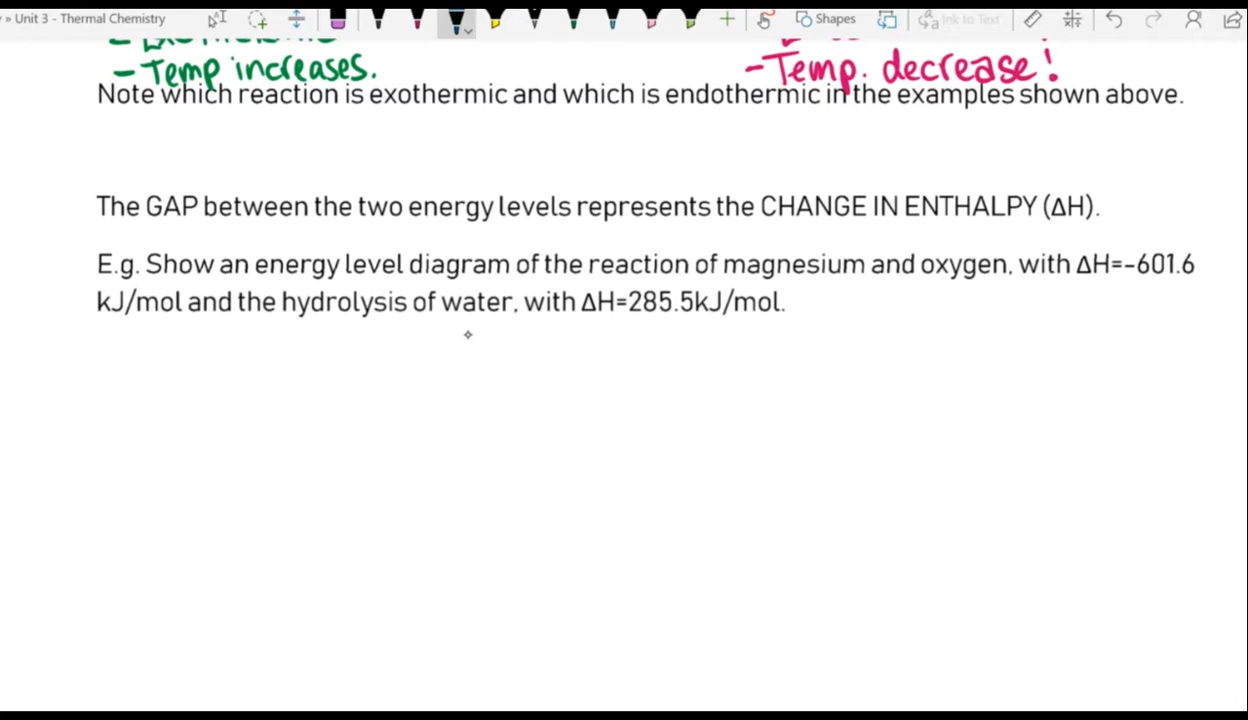 » Unit 3 - Thermal Chemistry
Shapes
Ink to Text
- Temp increases.
- Temp. decrease!
Note which reaction is exothermic and which is endothermic in the examples shown above.
The GAP between the two energy levels represents the CHANGE IN ENTHALPY (ΔH).
E.g. Show an energy level diagram of the reaction of magnesium and oxygen, with ΔH=-601.6
kJ/mol and the hydrolysis of water, with ΔH=285.5kJ/mol.